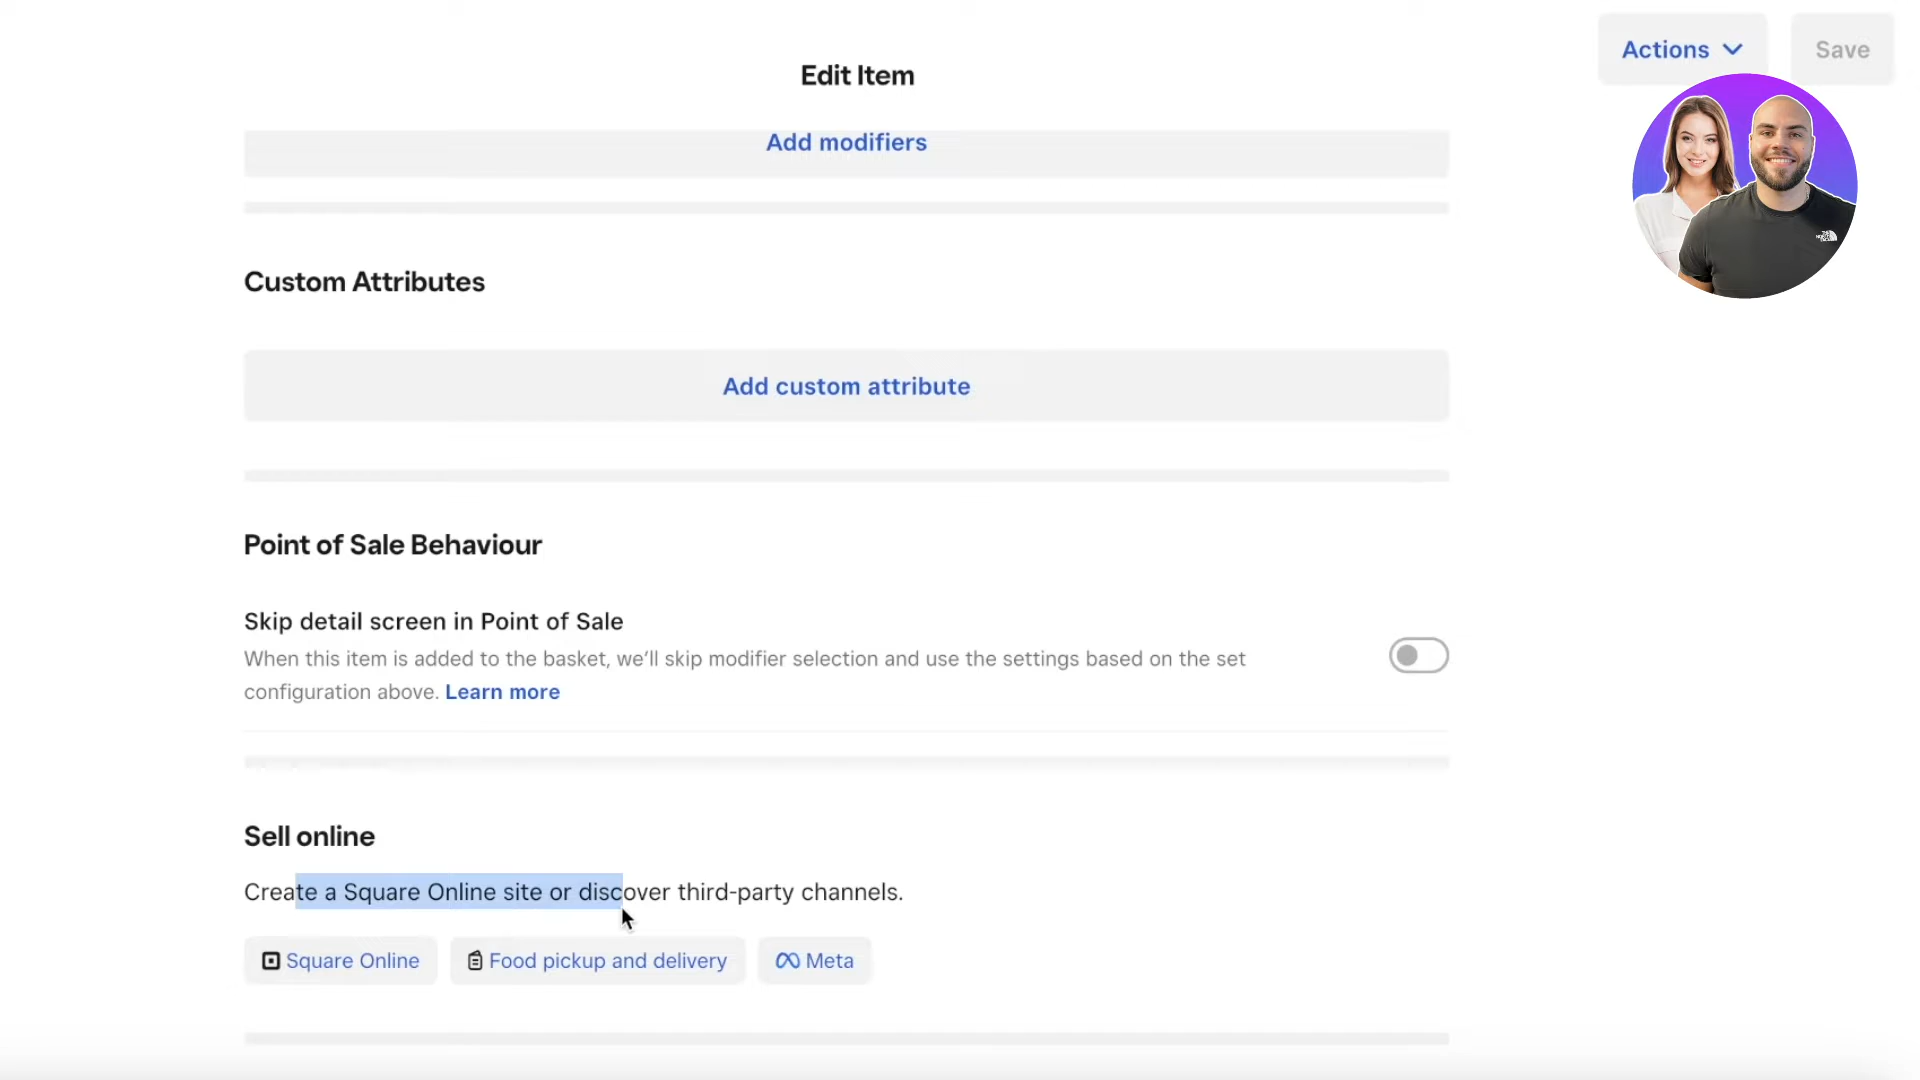 Actions
Save
Edit Item
Add modifiers
Custom Attributes
Add custom attribute
Point of Sale Behaviour
Skip detail screen in Point of Sale
When this item is added to the basket, we'll skip modifier selection and use the settings based on the set
configuration above. Learn more
Sell online
Create a Square Online site or discover third-party channels.
Square Online
Food pickup and delivery
Meta